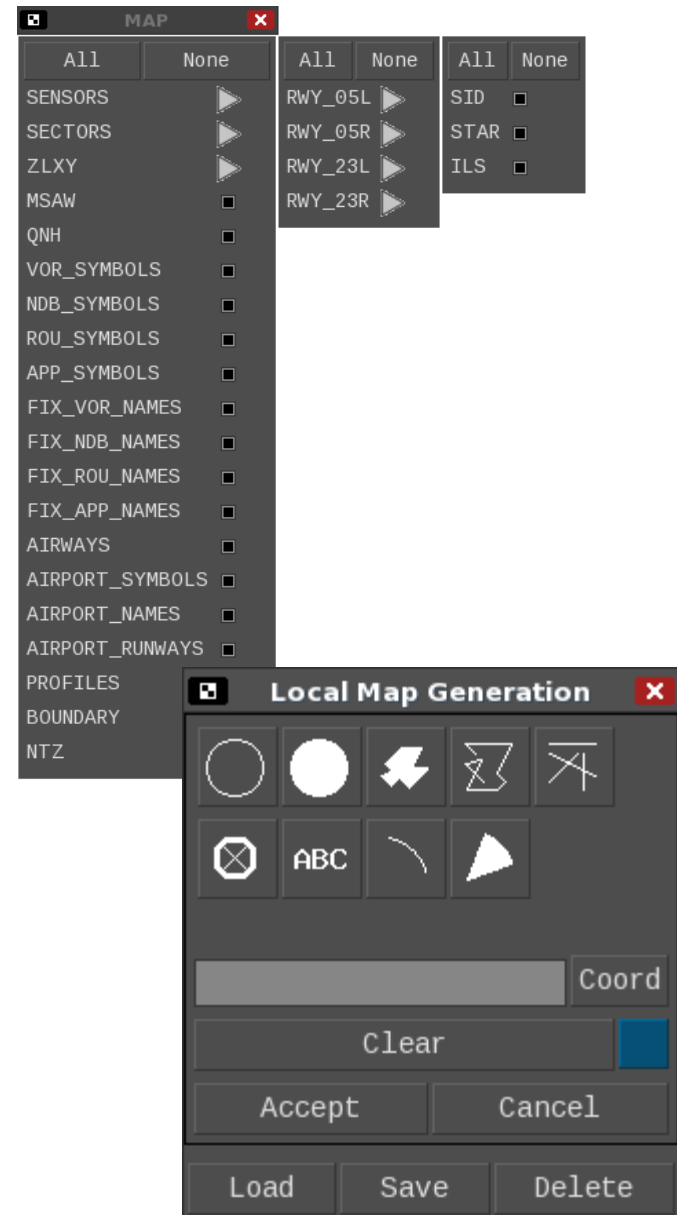 MAP
All None
SENSORS
SECTORS
ZLXY
MSAW
QNH
VOR_SYMBOLS
NDB_SYMBOLS
ROU_SYMBOLS
APP_SYMBOLS
FIX_VOR_NAMES
FIX_NDB_NAMES
FIX_ROU_NAMES
FIX_APP_NAMES
AIRWAYS
AIRPORT_SYMBOLS
AIRPORT_NAMES
AIRPORT_RUNWAYS
PROFILES
BOUNDARY
NTZ
All None
RWY_05L
RWY_05R
RWY_23L
RWY_23R
All None
SID
STAR
ILS
Local Map Generation
ABC
Coord
Clear
Accept Cancel
Load Save Delete